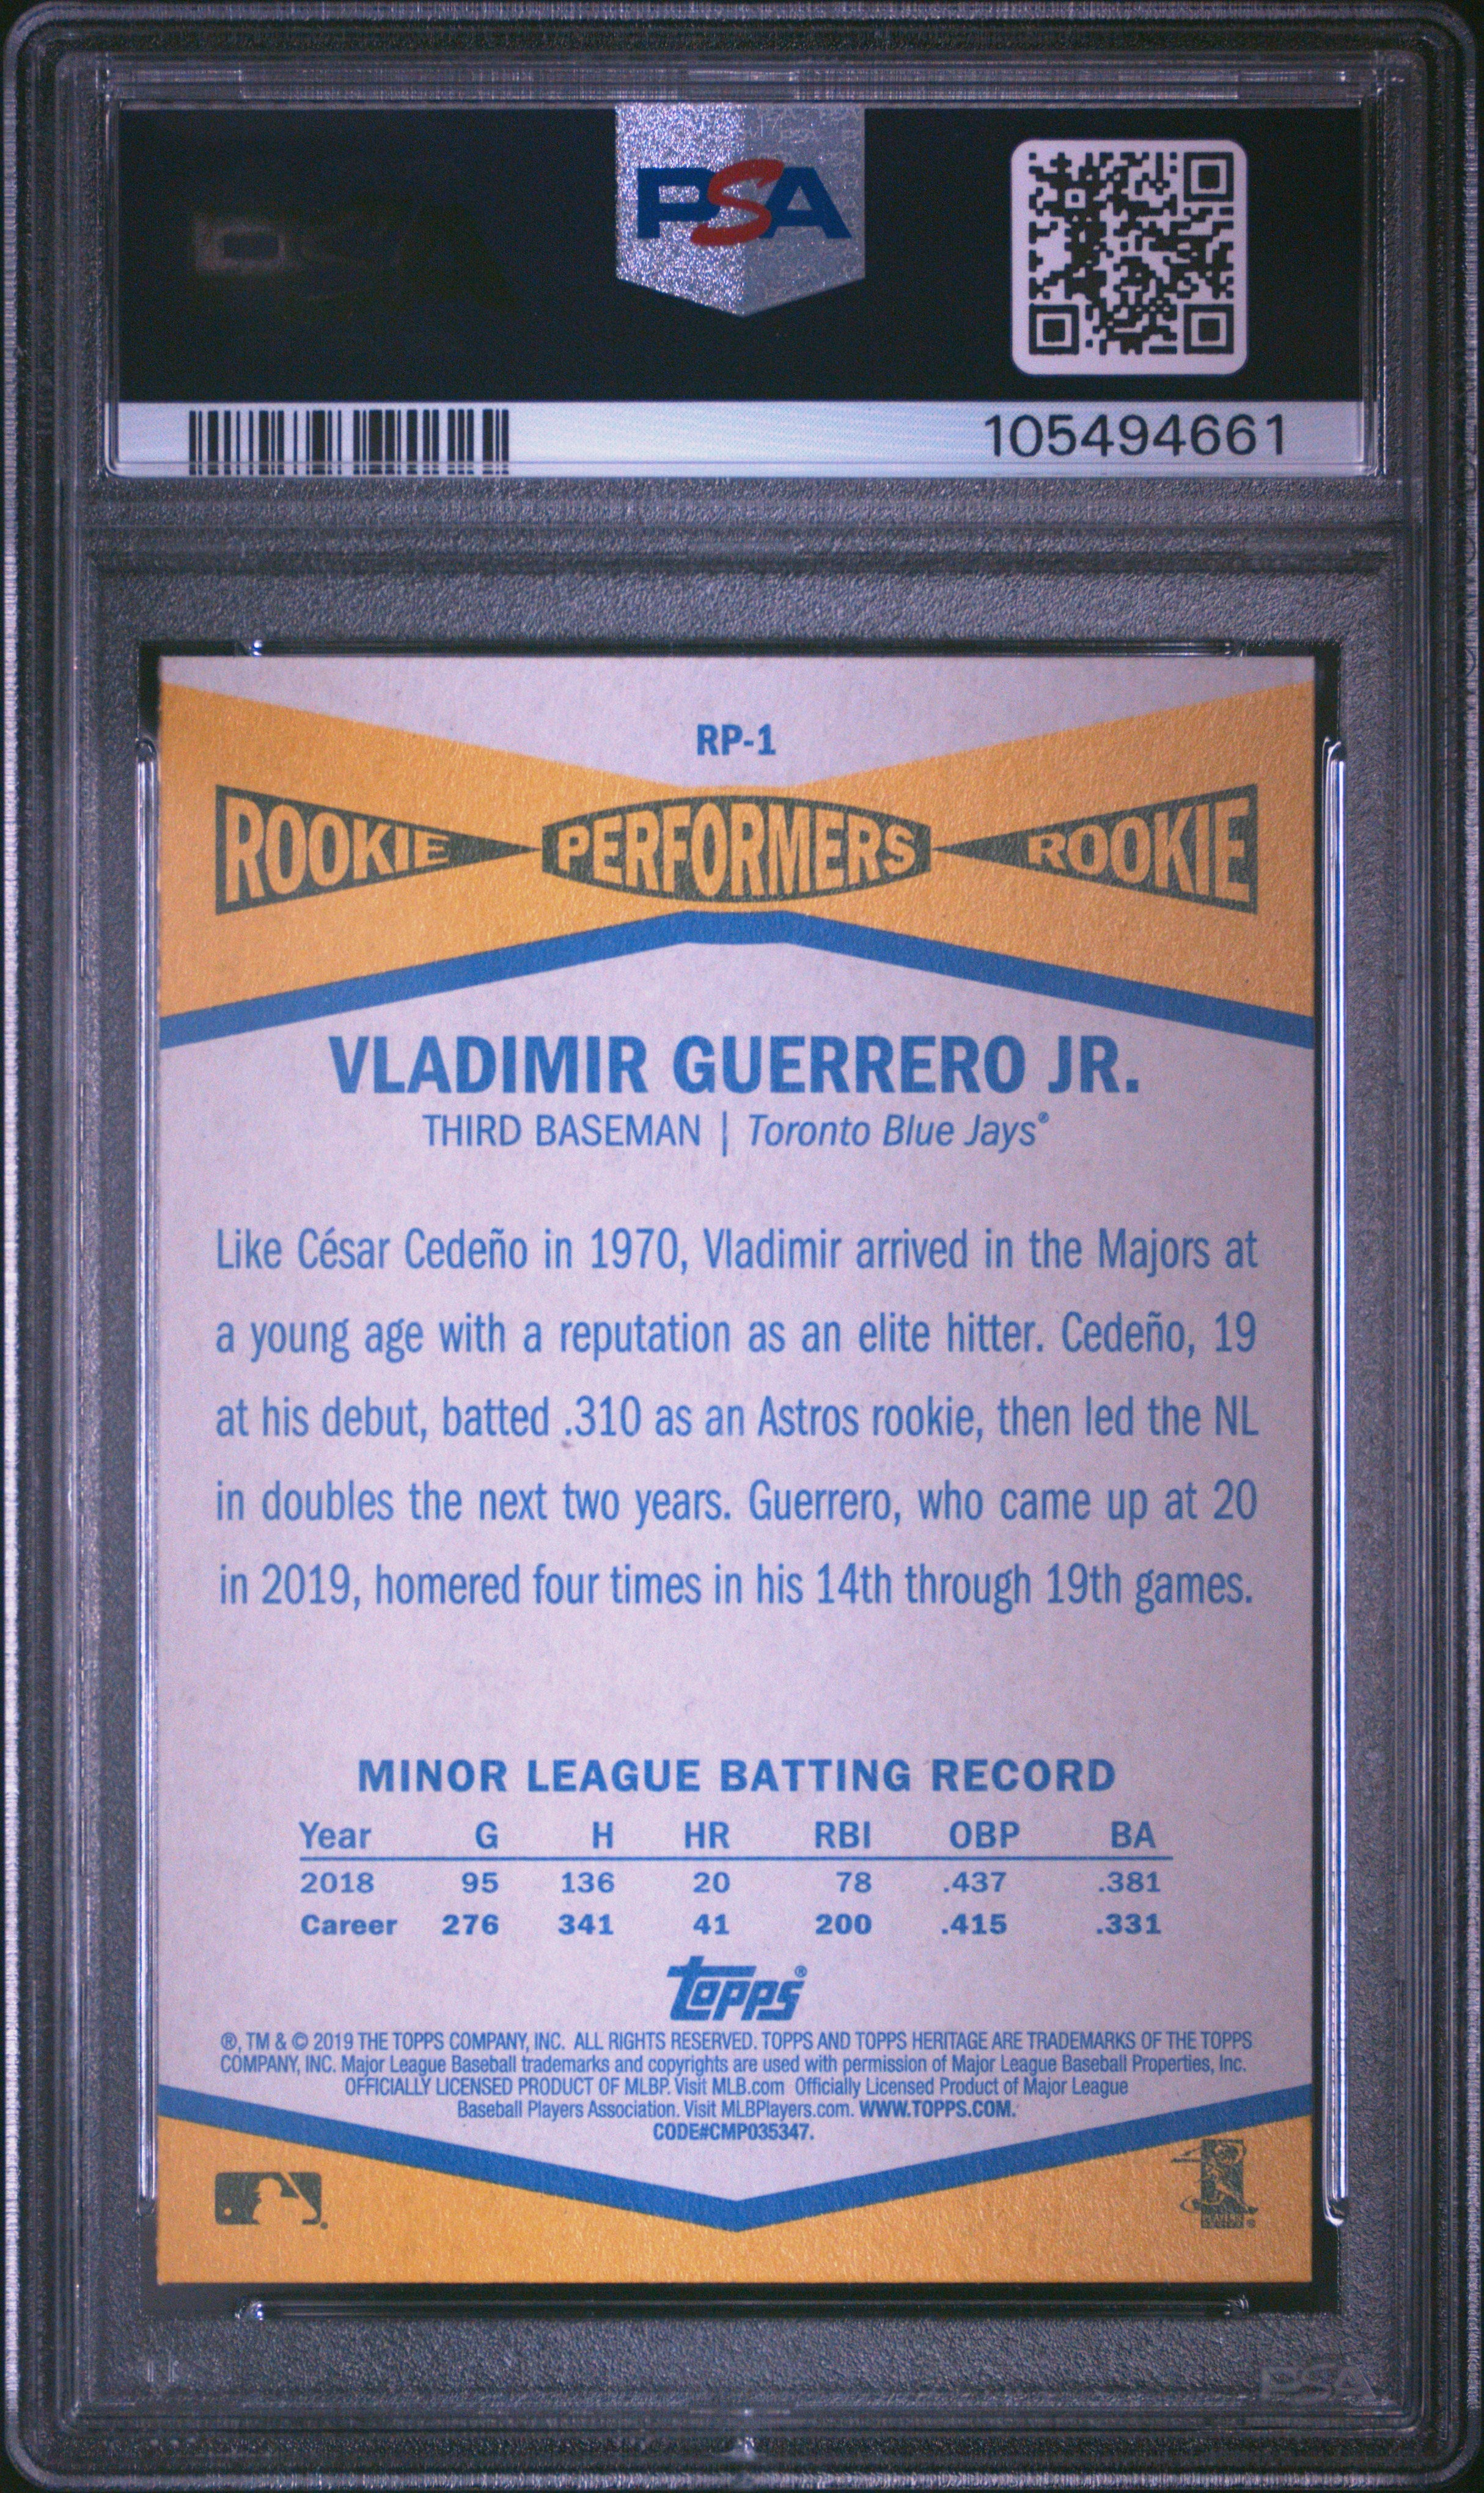 PSA
105494661
RP-1
ROOKIE PERFORMERS ROOKIE
VLADIMIR GUERRERO JR.
THIRD BASEMAN | Toronto Blue Jays®
Like César Cedeño in 1970, Vladimir arrived in the Majors at
a young age with a reputation as an elite hitter. Cedeño, 19
at his debut, batted .310 as an Astros rookie, then led the NL
in doubles the next two years. Guerrero, who came up at 20
in 2019, homered four times in his 14th through 19th games.
MINOR LEAGUE BATTING RECORD
Year G H HR RBI OBP BA
2018 95 136 20 78 .437 .381
Career 276 341 41 200 .415 .331
topps®
®, TM & © 2019 THE TOPPS COMPANY, INC. ALL RIGHTS RESERVED. TOPPS AND TOPPS HERITAGE ARE TRADEMARKS OF THE TOPPS
COMPANY, INC. Major League Baseball trademarks and copyrights are used with permission of Major League Baseball Properties, Inc.
OFFICIALLY LICENSED PRODUCT OF MLBP. Visit MLB.com Officially Licensed Product of Major League
Baseball Players Association. Visit MLBPlayers.com. WWW.TOPPS.COM.
CODE#CMP035347.
PSA